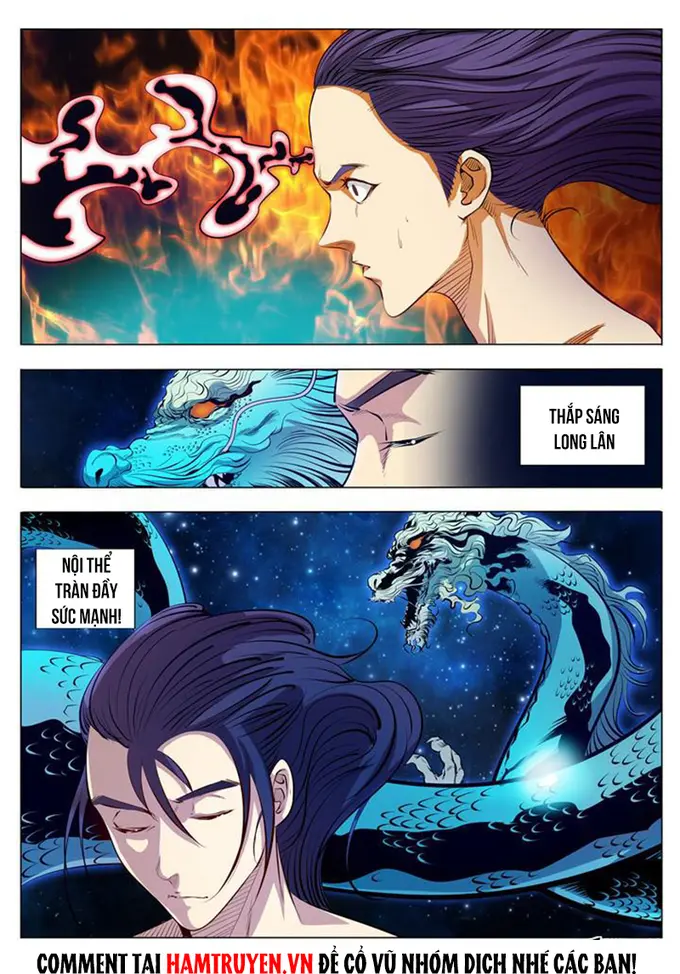 THẮP SÁNG
LONG LÂN
NỘI THỂ
TRÀN ĐẦY
SỨC MẠNH!
COMMENT TẠI HAMTRUYEN.VN ĐỂ CỔ VŨ NHÓM DỊCH NHÉ CÁC BẠN!